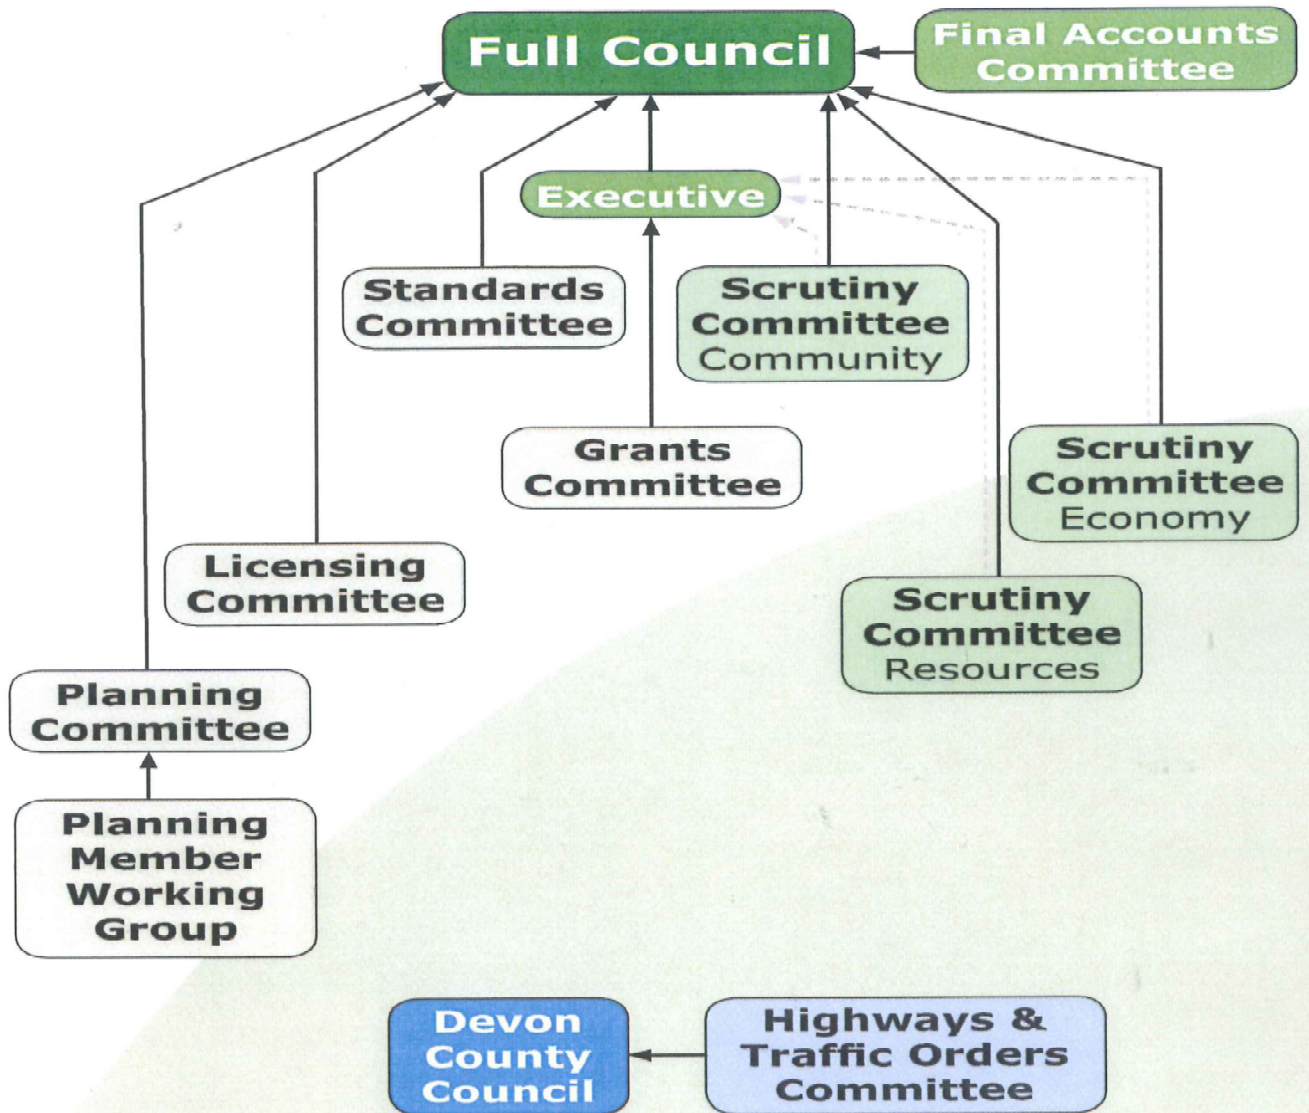 Full Council
Final Accounts
Committee
Executive
Standards
Committee
Scrutiny
Committee
Community
Grants
Committee
Scrutiny
Committee
Economy
Licensing
Committee
Scrutiny
Committee
Resources
Planning
Committee
Planning
Member
Working
Group
Devon
County
Council
Highways &
Traffic Orders
Committee